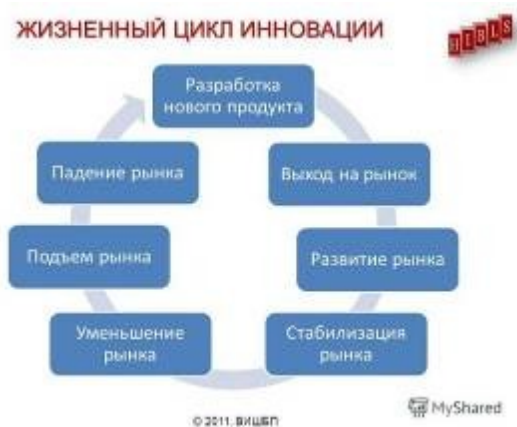 ЖИЗНЕННЫЙ ЦИКЛ ИННОВАЦИИ
HIBLS
Разработка
нового продукта
Выход на рынок
Развитие рынка
Стабилизация
рынка
Уменьшение
рынка
Подъем рынка
Падение рынка
© 2011, ВИШБП
MyShared